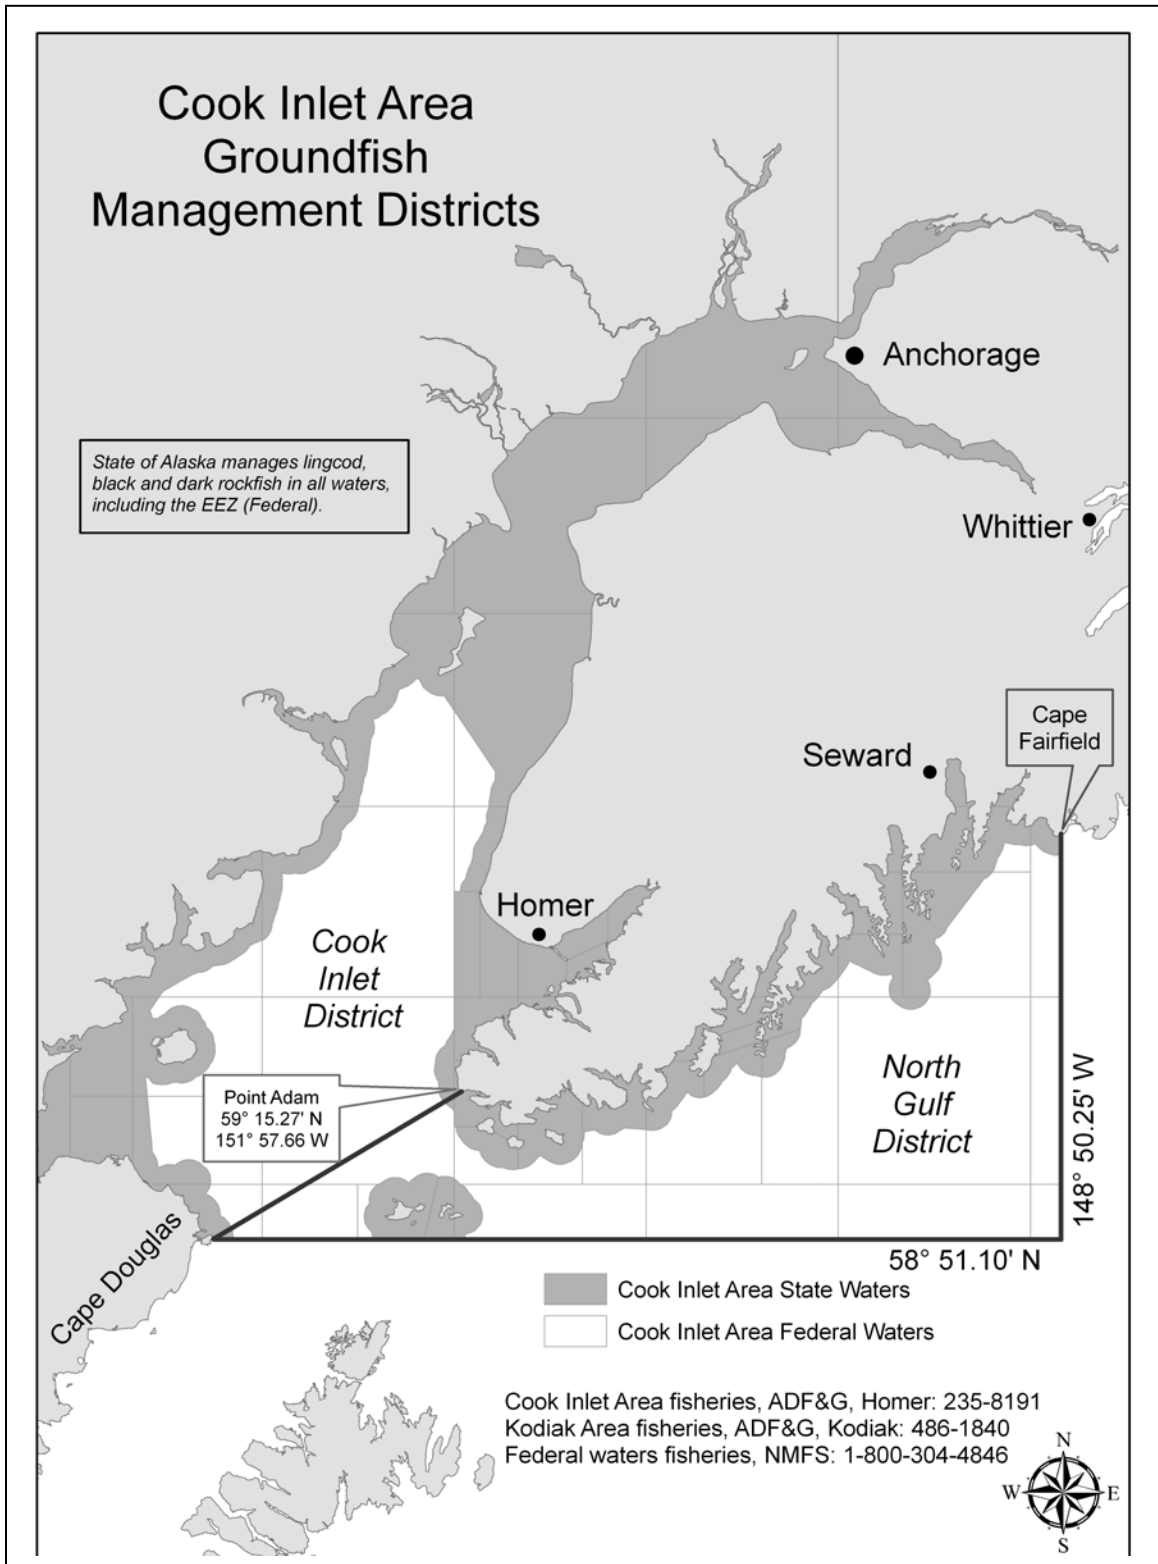 Cook Inlet Area
Groundfish
Management Districts
Anchorage
State of Alaska manages lingcod,
black and dark rockfish in all waters,
including the EEZ (Federal).
Whittier
Cape
Fairfield
Seward
Homer
Cook
Inlet
District
North
Gulf
District
Point Adam
59° 15.27' N
151° 57.66 W
148° 50.25' W
Cape Douglas
58° 51.10' N
Cook Inlet Area State Waters
Cook Inlet Area Federal Waters
Cook Inlet Area fisheries, ADF&G, Homer: 235-8191
Kodiak Area fisheries, ADF&G, Kodiak: 486-1840
Federal waters fisheries, NMFS: 1-800-304-4846
N
W E
S